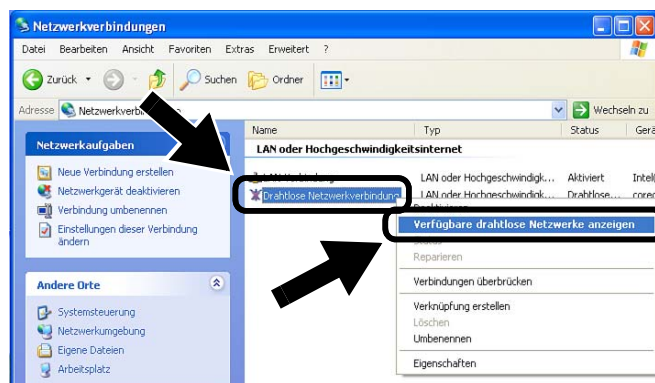 Netzwerkverbindungen
Datei Bearbeiten Ansicht Favoriten Extras Erweitert ?
Zurück Suchen Ordner
Adresse Wechseln zu
Name Typ Status Gerä
Netzwerkaufgaben
LAN oder Hochgeschwindigkeitsinternet
Neue Verbindung erstellen
Netzwerkgerät deaktivieren
Verbindung umbenennen
Einstellungen dieser Verbindung
ändern
LAN oder Hochgeschwindigk... Aktiviert Intel(
Drahtlose Netzwerkverbindung LAN oder Hochgeschwindigk... Drahtlose...
Verfügbare drahtlose Netzwerke anzeigen
Status
Reparieren
Verbindungen überbrücken
Verknüpfung erstellen
Löschen
Umbenennen
Eigenschaften
Andere Orte
Systemsteuerung
Netzwerkumgebung
Eigene Dateien
Arbeitsplatz